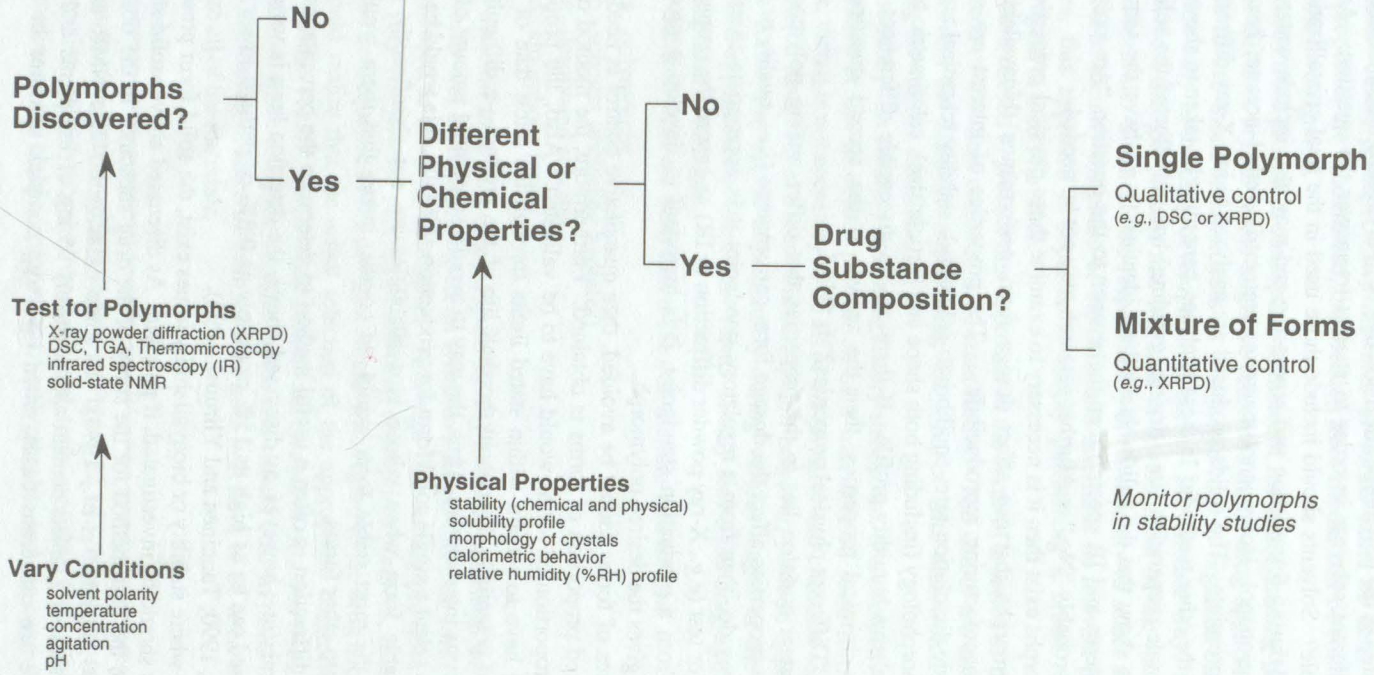 No
Polymorphs
Discovered?
Yes
Different
Physical or
Chemical
Properties?
No
Yes
Drug
Substance
Composition?
Single Polymorph
Qualitative control
(e.g., DSC or XRPD)
Mixture of Forms
Quantitative control
(e.g., XRPD)
Monitor polymorphs
in stability studies
Test for Polymorphs
X-ray powder diffraction (XRPD)
DSC, TGA, Thermomicroscopy
infrared spectroscopy (IR)
solid-state NMR
Physical Properties
stability (chemical and physical)
solubility profile
morphology of crystals
calorimetric behavior
relative humidity (%RH) profile
Vary Conditions
solvent polarity
temperature
concentration
agitation
pH